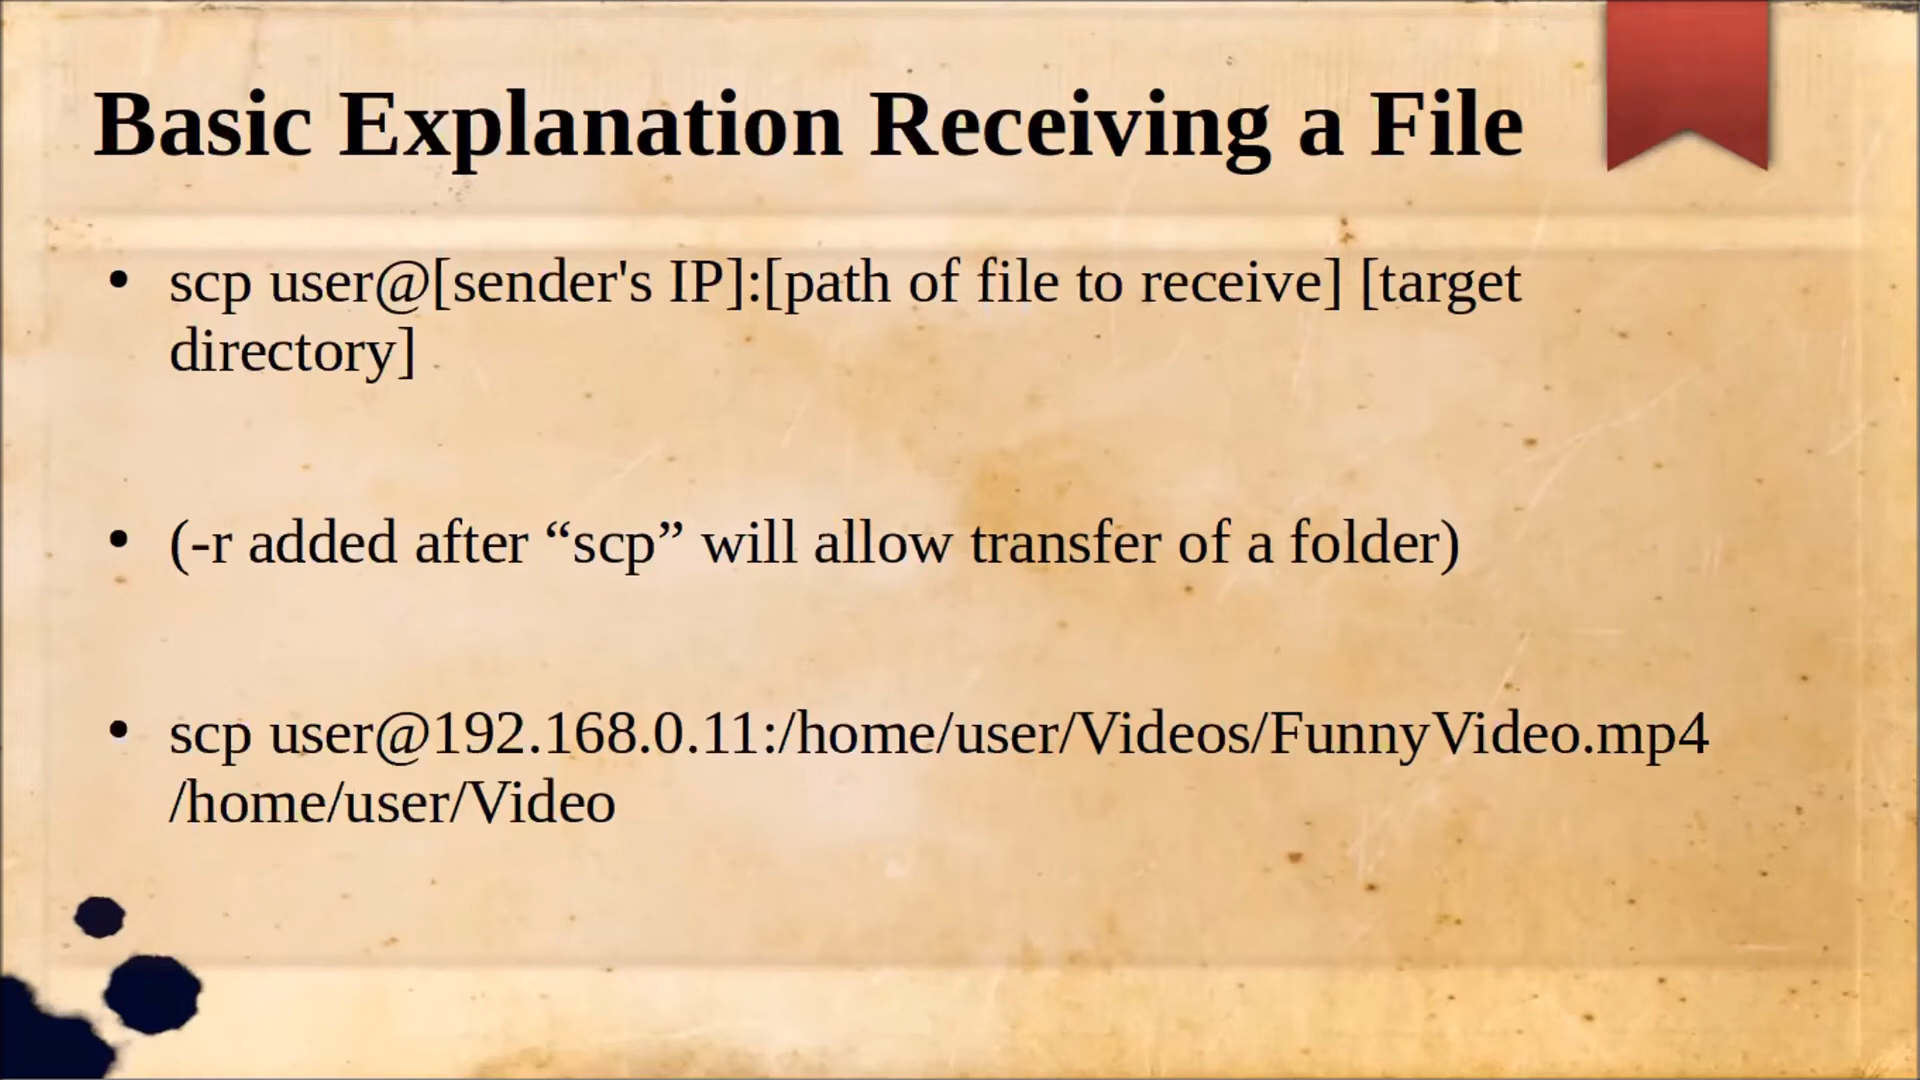 Basic Explanation Receiving a File
• scp user@[sender's IP]:[path of file to receive] [target
directory]
• (-r added after “scp” will allow transfer of a folder)
• scp user@192.168.0.11:/home/user/Videos/FunnyVideo.mp4
/home/user/Video